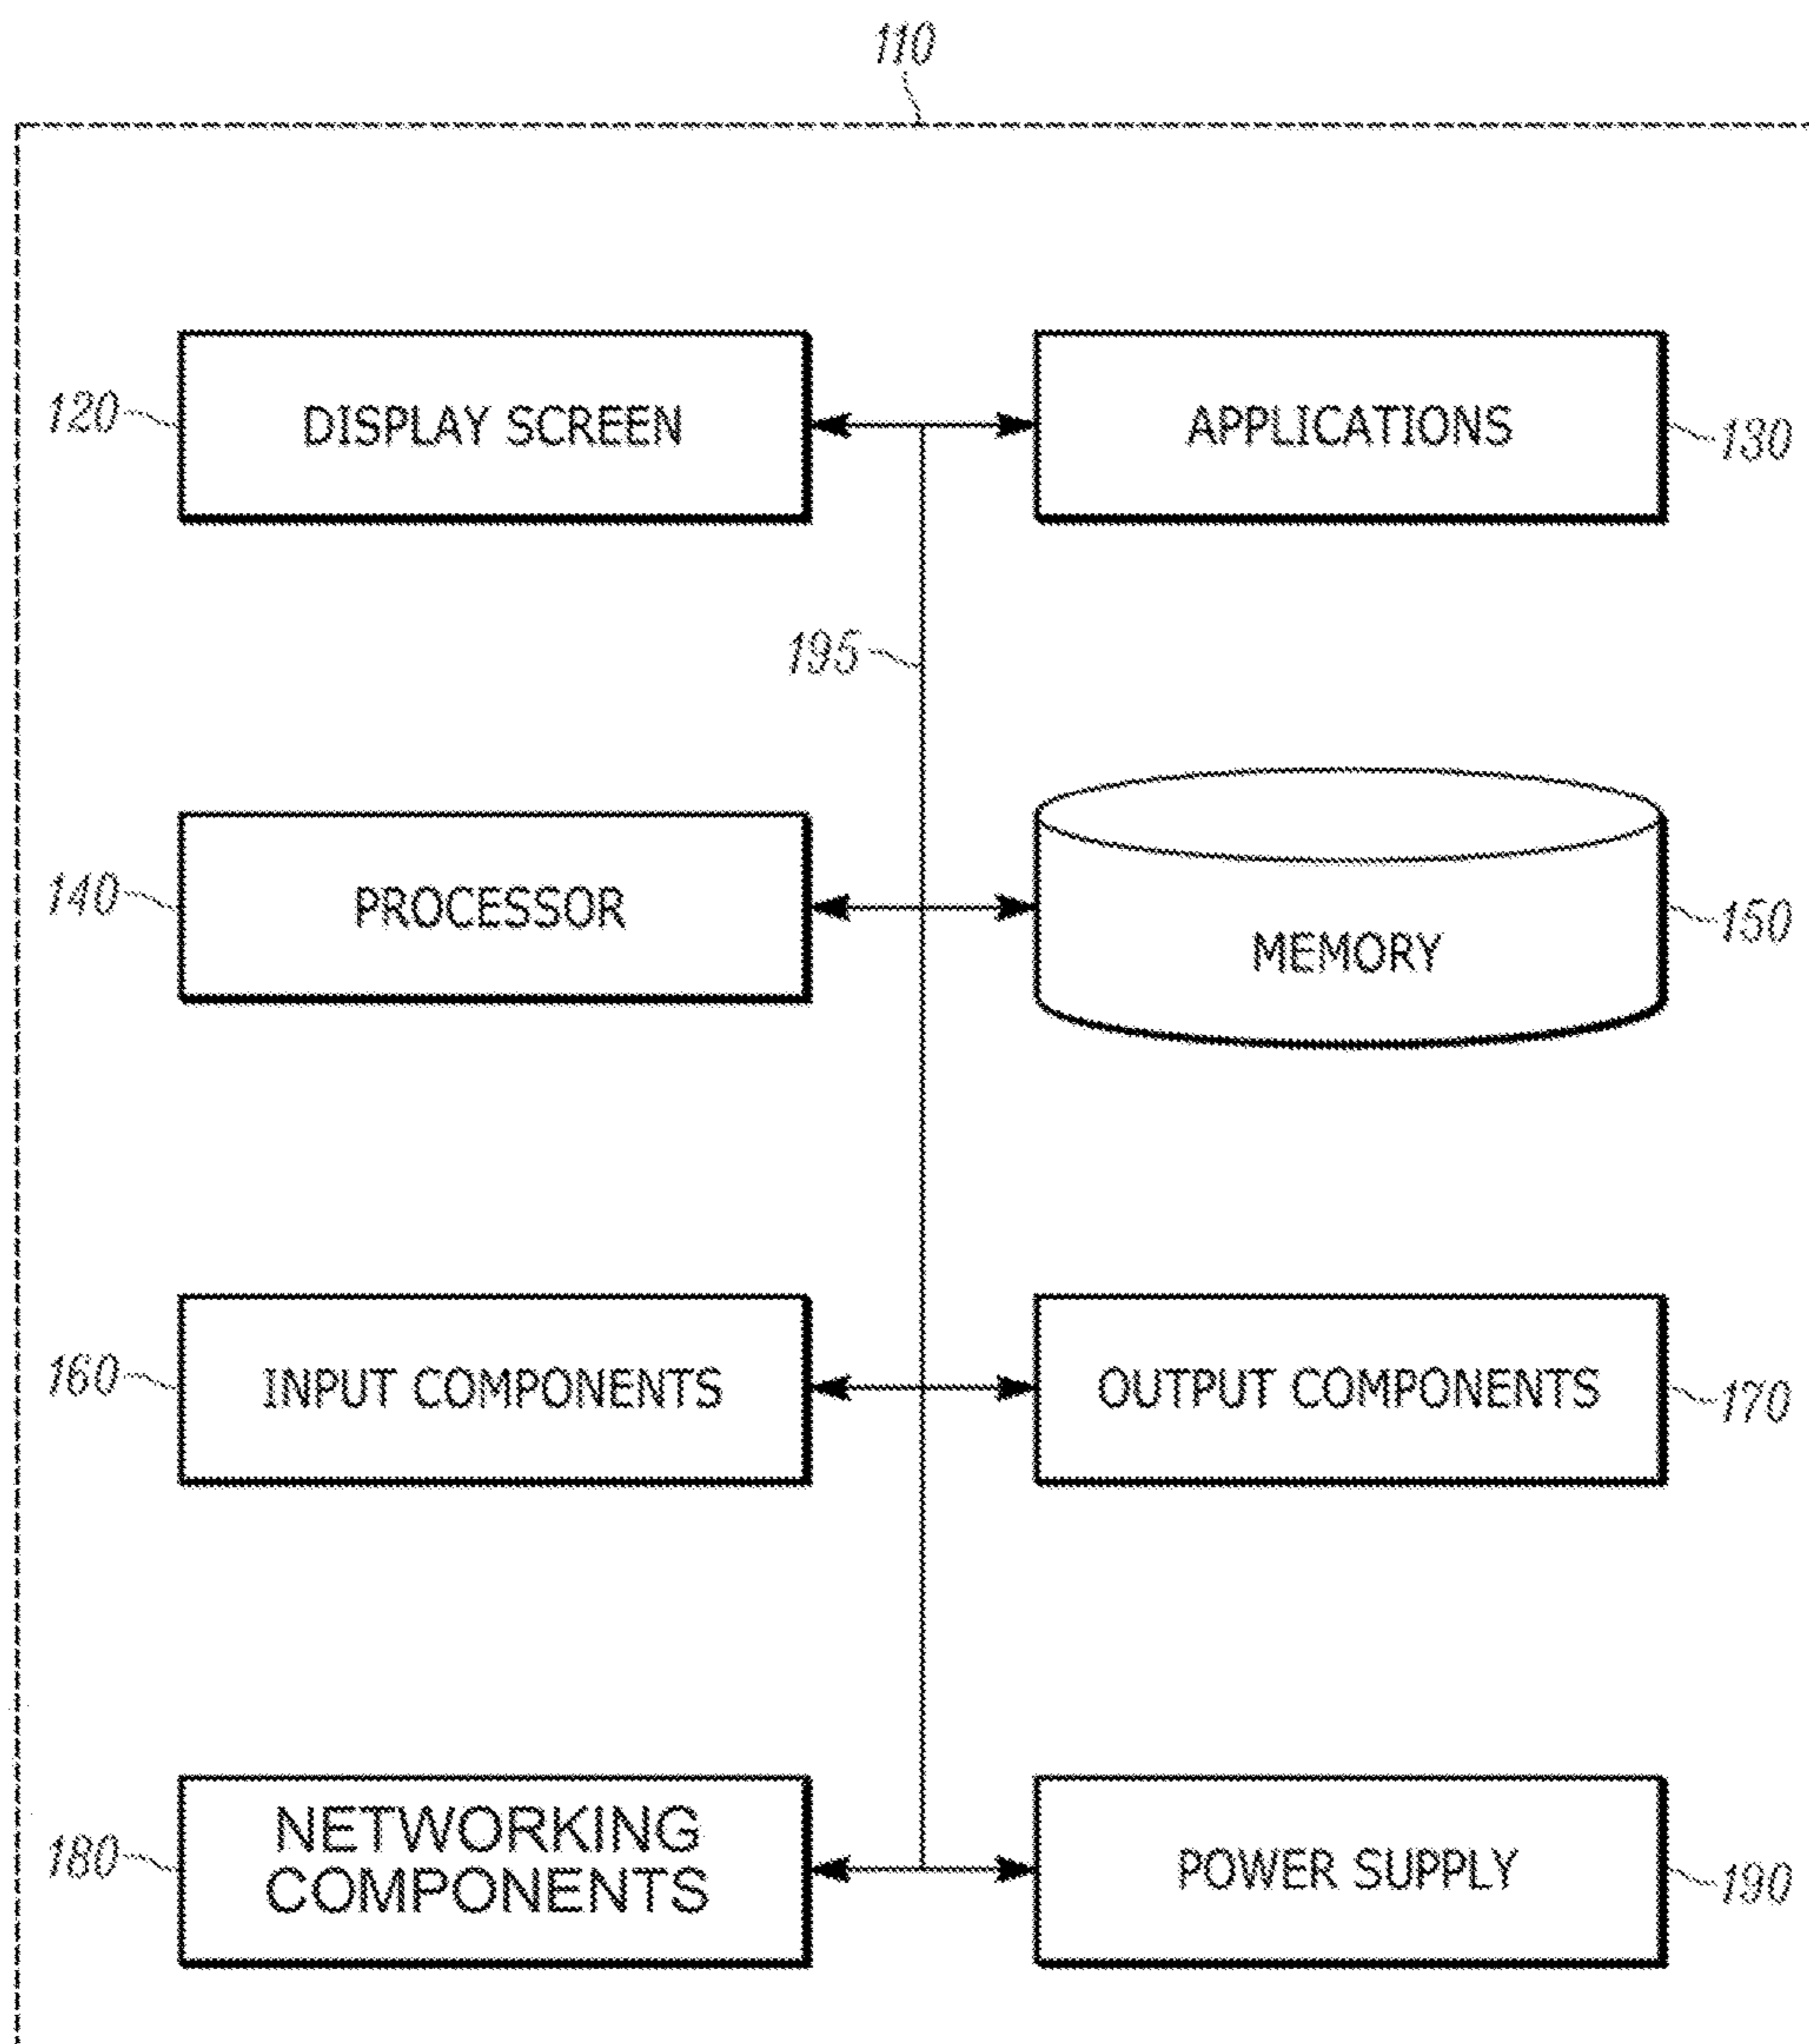 110
120
DISPLAY SCREEN
APPLICATIONS
130
195
140
PROCESSOR
MEMORY
150
160
INPUT COMPONENTS
OUTPUT COMPONENTS
170
180
NETWORKING
COMPONENTS
POWER SUPPLY
190